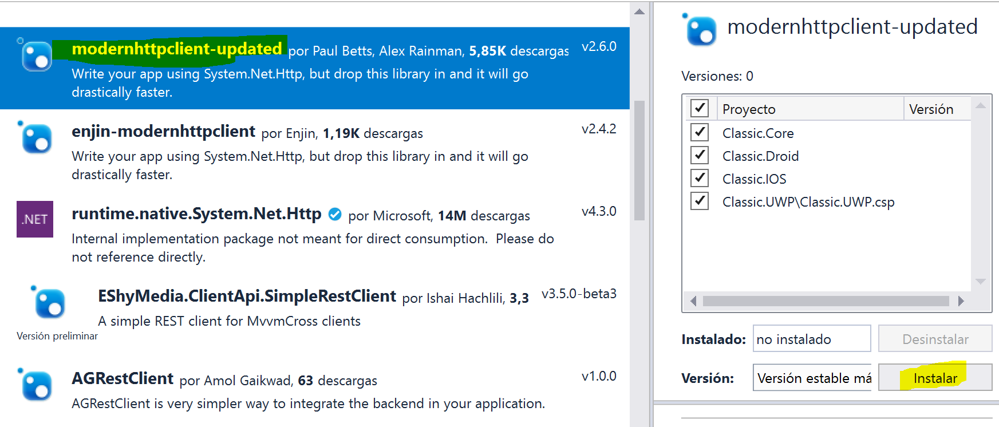 modernhttpclient-updated por Paul Betts, Alex Rainman, 5,85K descargas v2.6.0
Write your app using System.Net.Http, but drop this library in and it will go
drastically faster.
enjin-modernhttpclient por Enjin, 1,19K descargas v2.4.2
Write your app using System.Net.Http, but drop this library in and it will go
drastically faster.
.NET
runtime.native.System.Net.Http por Microsoft, 14M descargas v4.3.0
Internal implementation package not meant for direct consumption. Please do
not reference directly.
EShyMedia.ClientApi.SimpleRestClient por Ishai Hachlili, 3,3 v3.5.0-beta3
A simple REST client for MvvmCross clients
Versión preliminar
AGRestClient por Amol Gaikwad, 63 descargas v1.0.0
AGRestClient is very simpler way to integrate the backend in your application.
modernhttpclient-updated
Versiones: 0
Proyecto Versión
Classic.Core
Classic.Droid
Classic.IOS
Classic.UWP\Classic.UWP.csp
Instalado: no instalado Desinstalar
Versión: Versión estable má Instalar